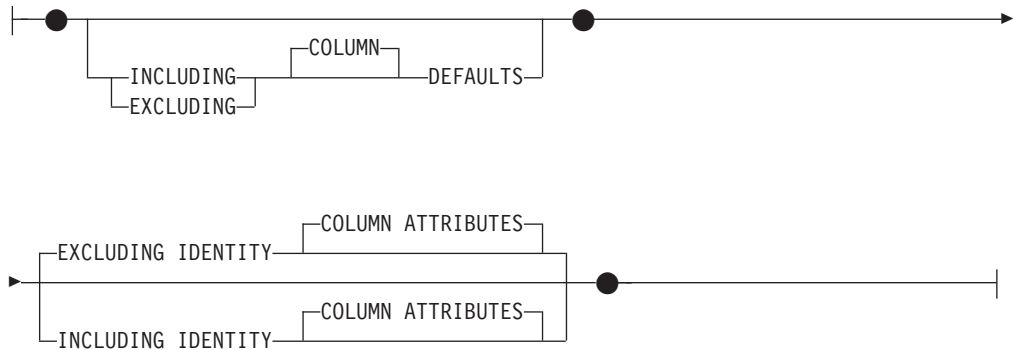 COLUMN
INCLUDING DEFAULTS
EXCLUDING
COLUMN ATTRIBUTES
EXCLUDING IDENTITY
COLUMN ATTRIBUTES
INCLUDING IDENTITY